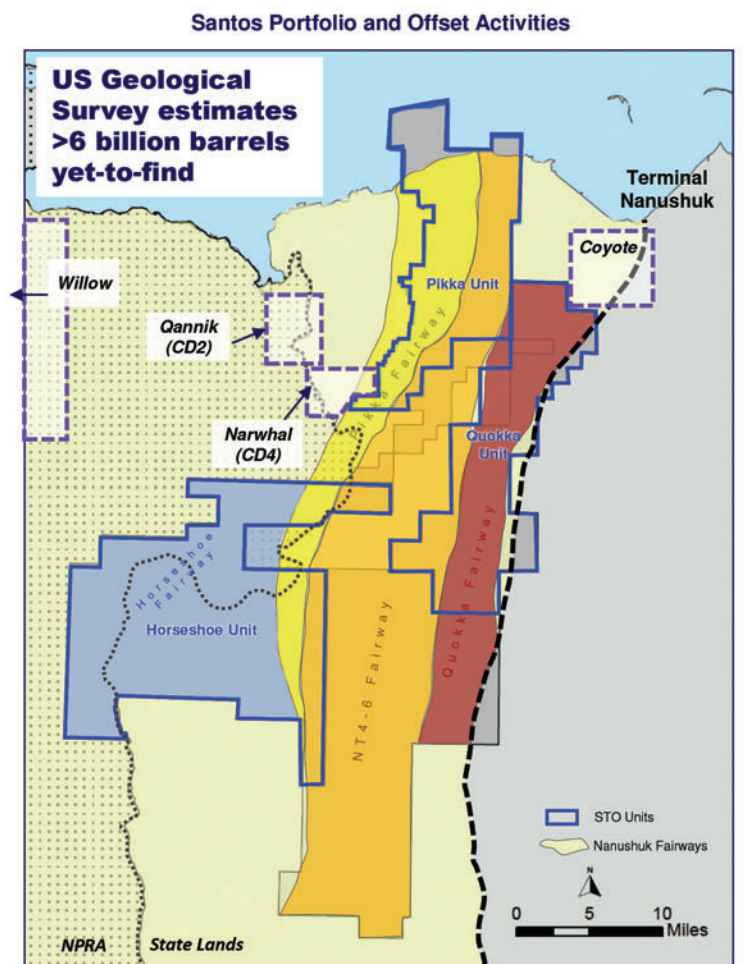 Santos Portfolio and Offset Activities
US Geological
Survey estimates
>6 billion barrels
yet-to-find
Terminal
Nanushuk
Coyote
Willow
Pikka Unit
Qannik
(CD2)
Pikka Fairway
Narwhal
(CD4)
Quokka
Unit
Horseshoe
Fairway
Horseshoe Unit
Quokka Fairway
NT4-6 Fairway
STO Units
Nanushuk Fairways
N
0 5 10
Miles
NPRA
State Lands